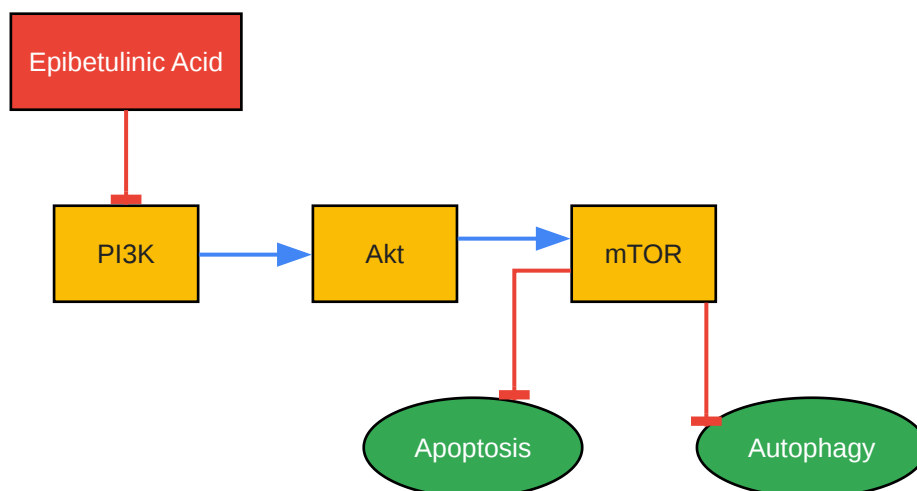 Epibetulinic Acid
PI3K
Akt
mTOR
Apoptosis
Autophagy